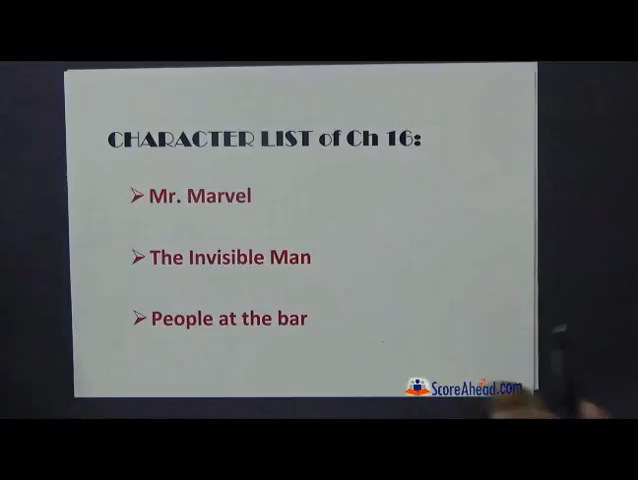 CHARACTER LIST of Ch 16:
Mr. Marvel
The Invisible Man
People at the bar
ScoreAhead.com